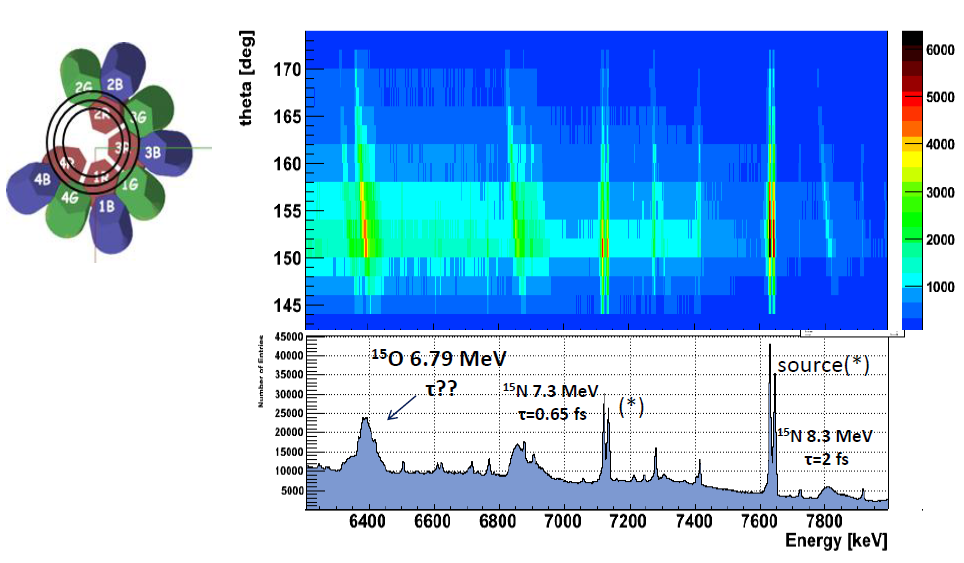 2G
2B
2R
3G
3R
3B
4R
4B
1R
1G
4G
1B
theta [deg]
170
165
160
155
150
145
6000
5000
4000
3000
2000
1000
Number of Entries
45000
40000
35000
30000
25000
20000
15000
10000
5000
¹⁵O 6.79 MeV
τ??
¹⁵N 7.3 MeV
τ=0.65 fs
(*)
source(*)
¹⁵N 8.3 MeV
τ=2 fs
6400 6600 6800 7000 7200 7400 7600 7800
Energy [keV]